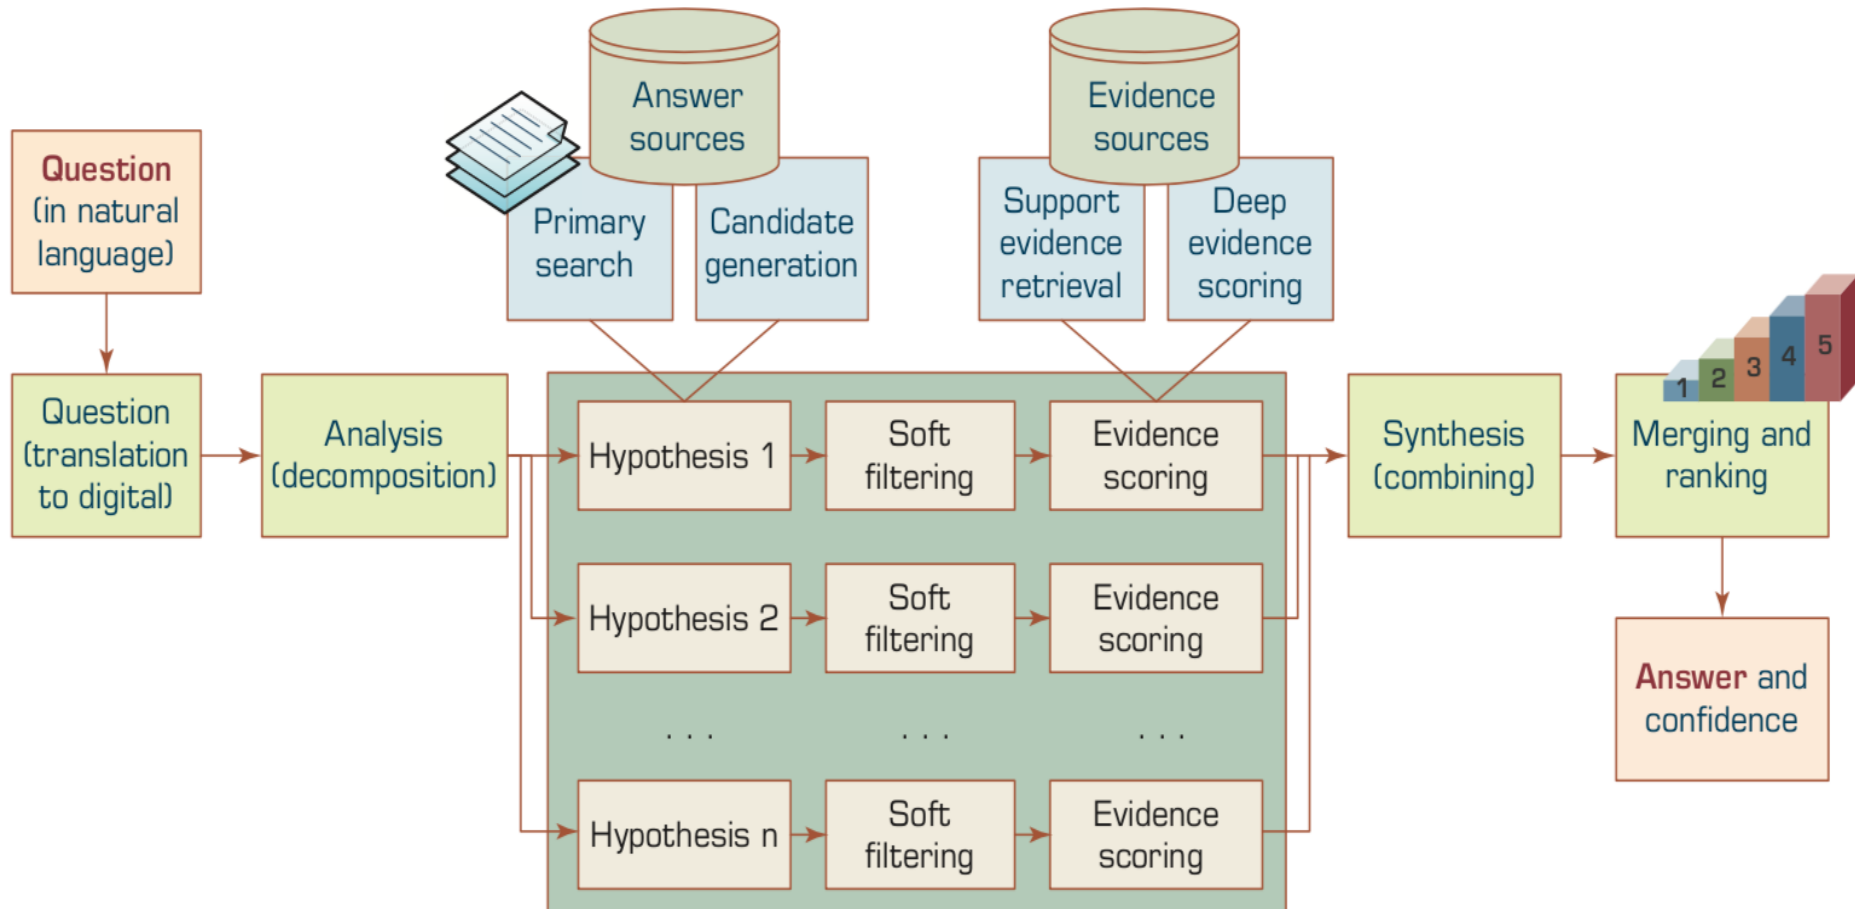 Question
(in natural
language)
Question
(translation
to digital)
Analysis
(decomposition)
Answer
sources
Primary
search
Candidate
generation
Evidence
sources
Support
evidence
retrieval
Deep
evidence
scoring
Hypothesis 1
Soft
filtering
Evidence
scoring
Hypothesis 2
Soft
filtering
Evidence
scoring
. . .
. . .
. . .
Hypothesis n
Soft
filtering
Evidence
scoring
Synthesis
(combining)
1
2
3
4
5
Merging and
ranking
Answer and
confidence